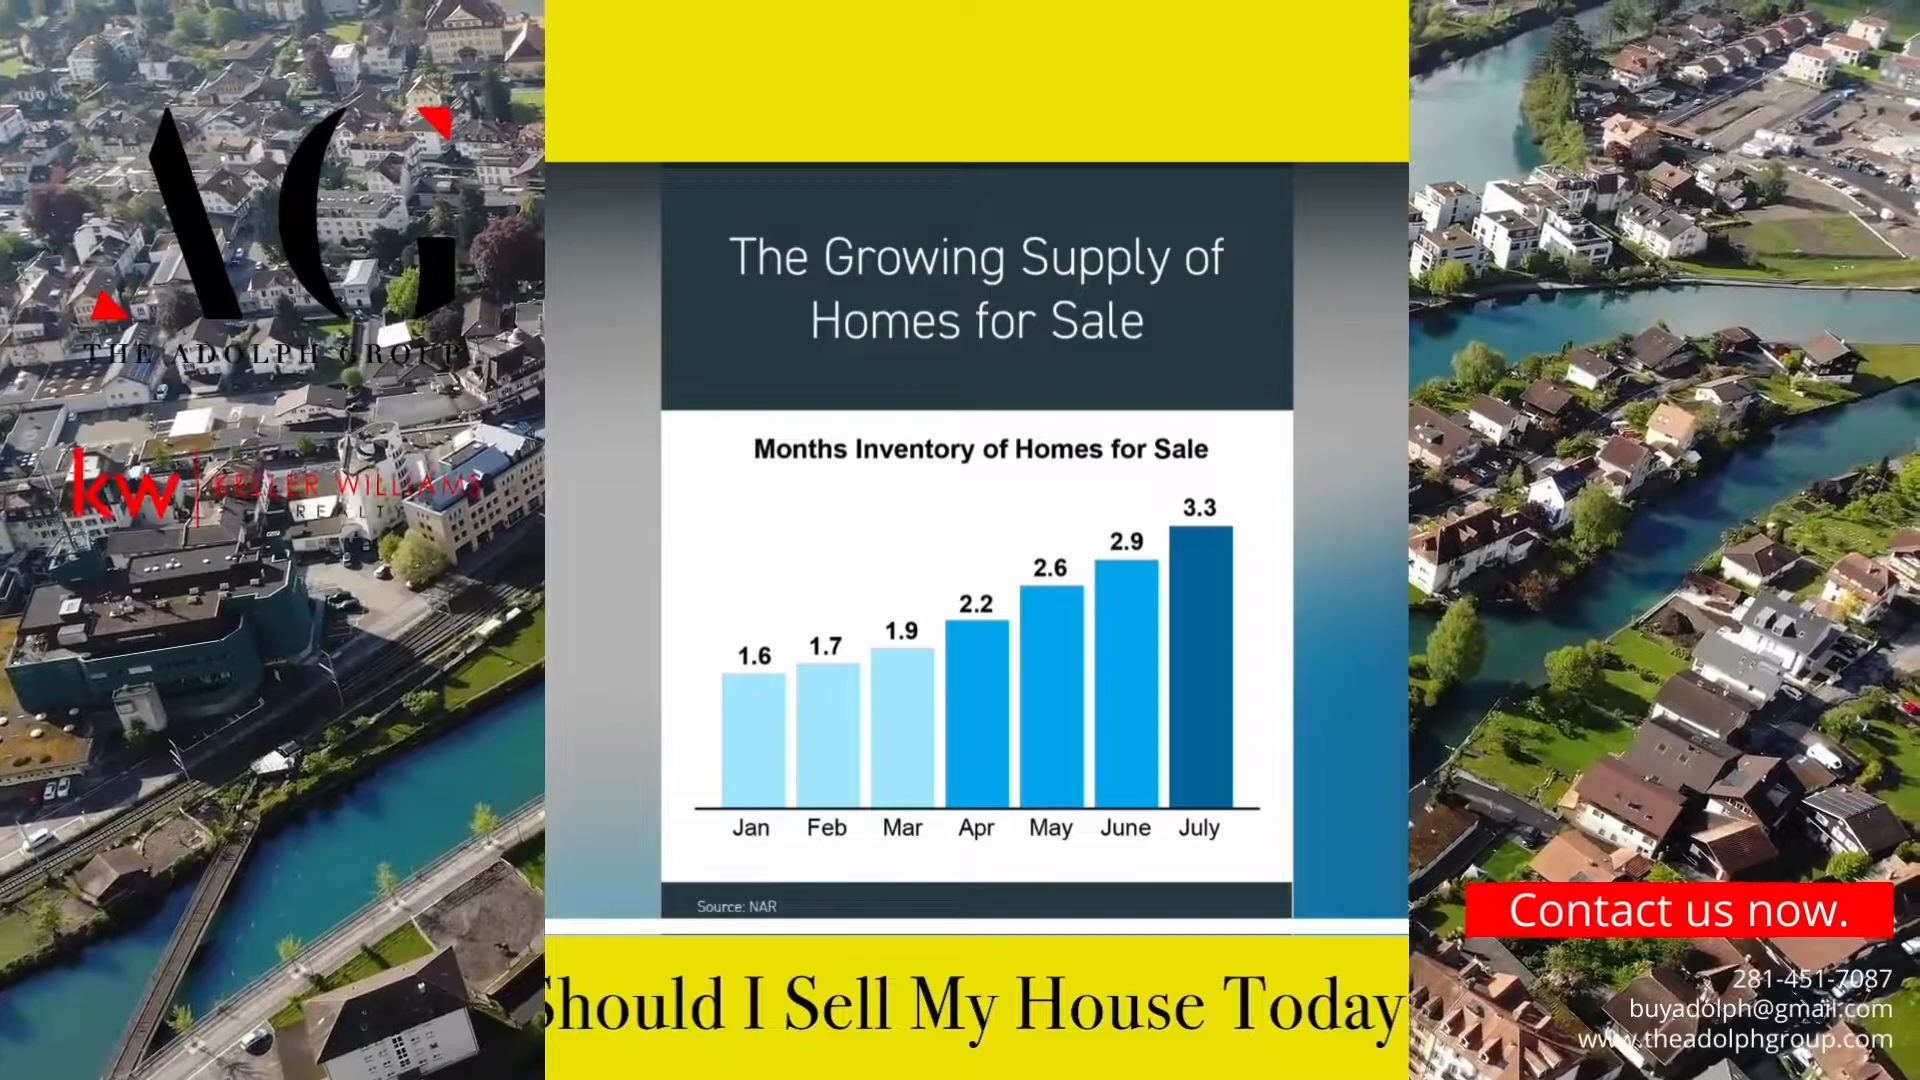 THE ADOLPH GROUP
kw KELLER WILLIAMS
REALTY
The Growing Supply of
Homes for Sale
Months Inventory of Homes for Sale
1.6
1.7
1.9
2.2
2.6
2.9
3.3
Jan Feb Mar Apr May June July
Source: NAR
Should I Sell My House Today
Contact us now.
281-451-7087
buyadolph@gmail.com
www.theadolphgroup.com